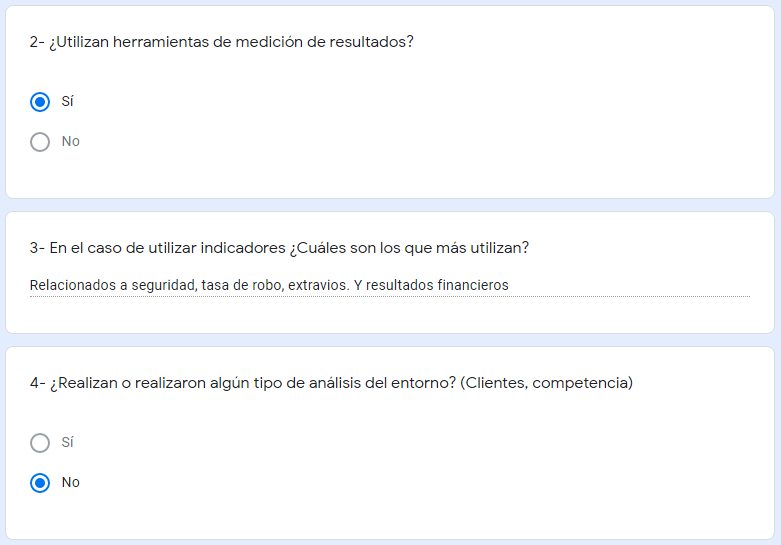 2- ¿Utilizan herramientas de medición de resultados?
Sí
No
3- En el caso de utilizar indicadores ¿Cuáles son los que más utilizan?
Relacionados a seguridad, tasa de robo, extravios. Y resultados financieros
4- ¿Realizan o realizaron algún tipo de análisis del entorno? (Clientes, competencia)
Sí
No